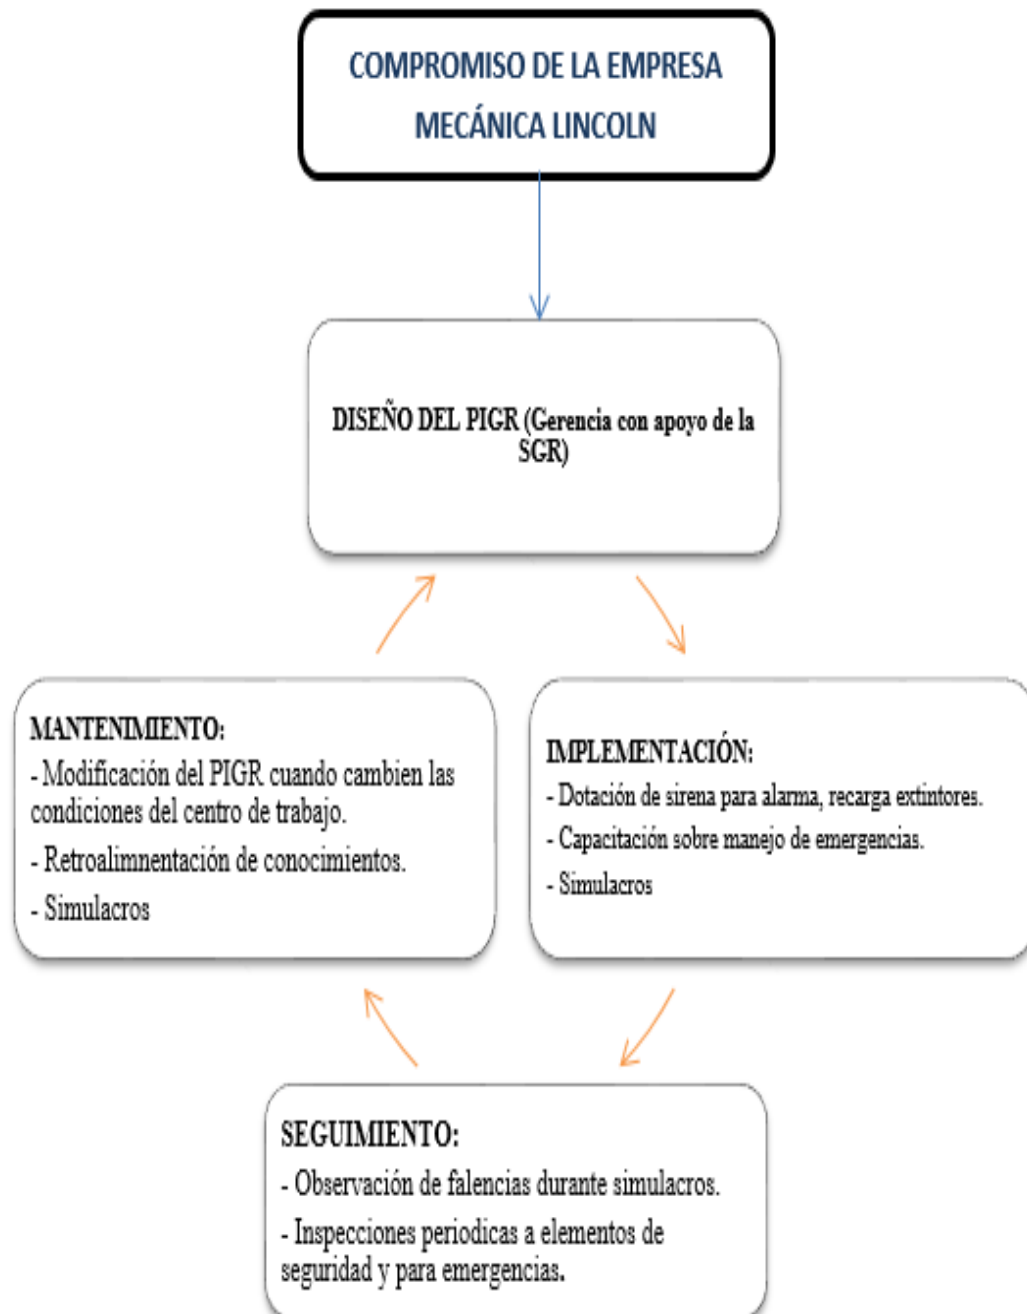 COMPROMISO DE LA EMPRESA
MECÁNICA LINCOLN
DISEÑO DEL PIGR (Gerencia con apoyo de la
SGR)
MANTENIMIENTO:
- Modificación del PIGR cuando cambien las
condiciones del centro de trabajo.
- Retroalimnentación de conocimientos.
- Simulacros
IMPLEMENTACIÓN:
- Dotación de sirena para alarma, recarga extintores.
- Capacitación sobre manejo de emergencias.
- Simulacros
SEGUIMIENTO:
- Observación de falencias durante simulacros.
- Inspecciones periodicas a elementos de
seguridad y para emergencias.